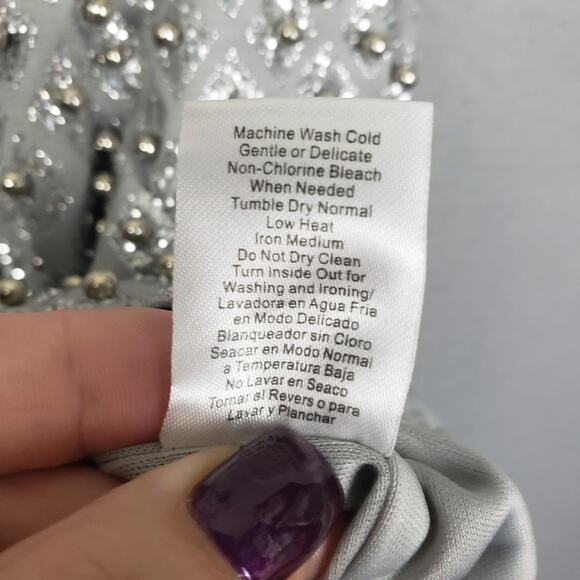 Machine Wash Cold
Gentle or Delicate
Non-Chlorine Bleach
When Needed
Tumble Dry Normal
Low Heat
Iron Medium
Do Not Dry Clean
Turn Inside Out for
Washing and Ironing/
Lavadora en Agua Fria
en Modo Delicado
Blanqueador sin Cloro
Seacar en Modo Normal
a Temperatura Baja
No Lavar en Seaco
Tornar al Revers o para
Lavar y Planchar